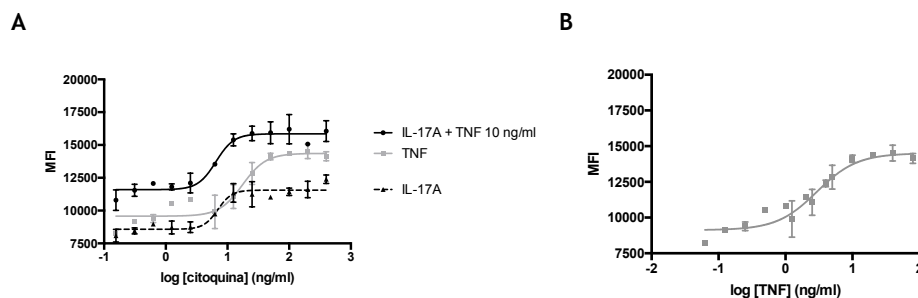 A
B
20000
17500
15000
12500
10000
7500
MFI
-1
0
1
2
3
log [citoquina] (ng/ml)
IL-17A + TNF 10 ng/ml
TNF
IL-17A
20000
17500
15000
12500
10000
7500
MFI
-2
-1
0
1
2
log [TNF] (ng/ml)